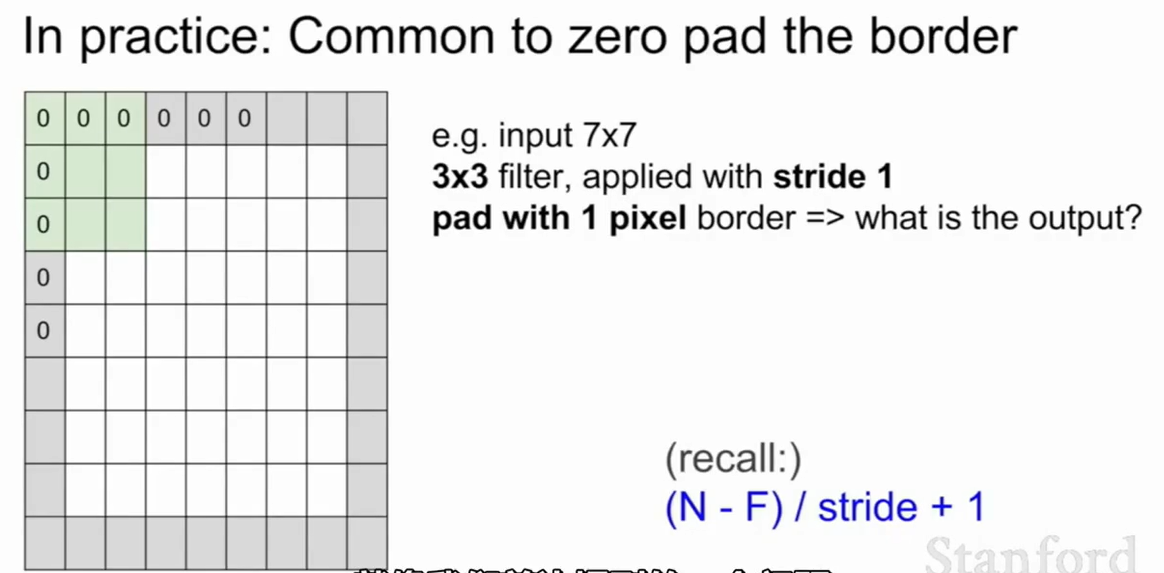 In practice: Common to zero pad the border
0 0 0 0 0 0
0
0
0
0
e.g. input 7x7
3x3 filter, applied with stride 1
pad with 1 pixel border => what is the output?
(recall:)
(N - F) / stride + 1
Stanford